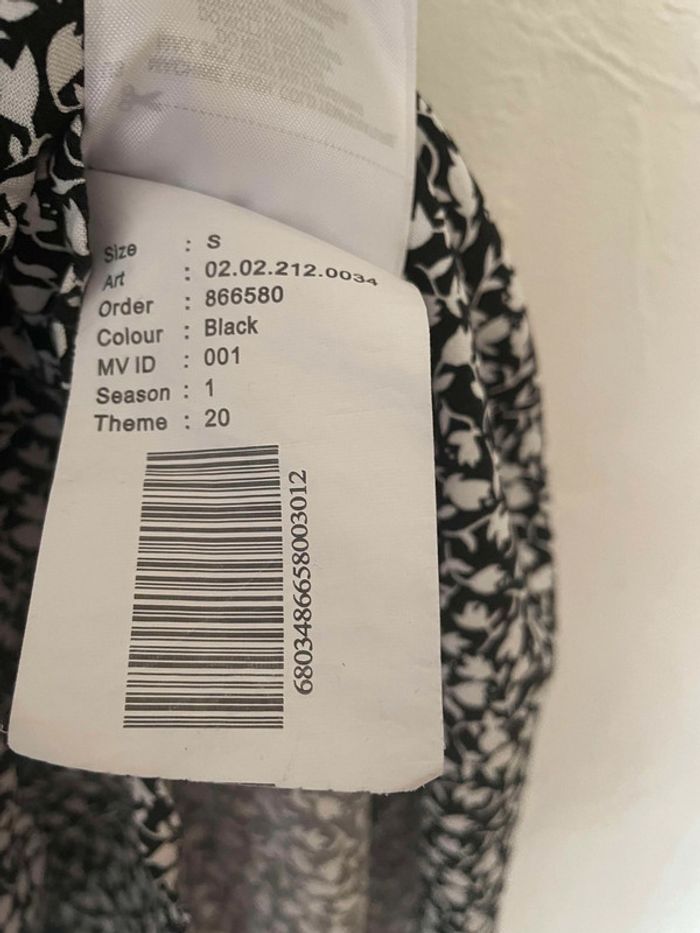 Size : S
Art : 02.02.212.0034
Order : 866580
Colour : Black
MV ID : 001
Season : 1
Theme : 20
6803486658003012